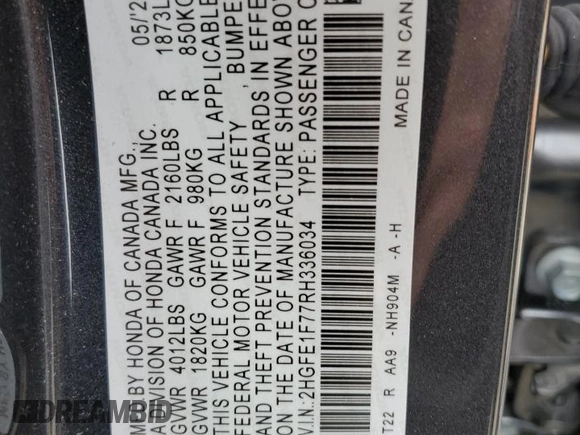 BY HONDA OF CANADA MFG., 05/'2
A DIVISION OF HONDA CANADA INC.
GVWR 4012LBS GAWR F 2160LBS R 1873L
GVWR 1820KG GAWR F 980KG R 850KG
THIS VEHICLE CONFORMS TO ALL APPLICABLE
FEDERAL MOTOR VEHICLE SAFETY, BUMPE
AND THEFT PREVENTION STANDARDS, IN EFFE
ON THE DATE OF MANUFACTURE SHOWN ABOV
V.I.N.:2HGFE1F77RH336034 TYPE: PASSENGER C
T22 R AA9 -NH904M -A -H MADE IN CAN
DREAMBID